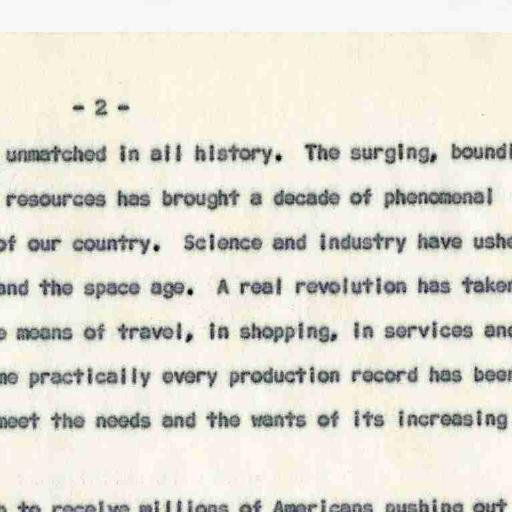 - 2 -
unmatched in all history. The surging, boundi
resources has brought a decade of phenomenal
of our country. Science and industry have ushe
and the space age. A real revolution has taken
means of travel, in shopping, in services and
practically every production record has been
meet the needs and the wants of its increasing
to receive millions of Americans pushing out